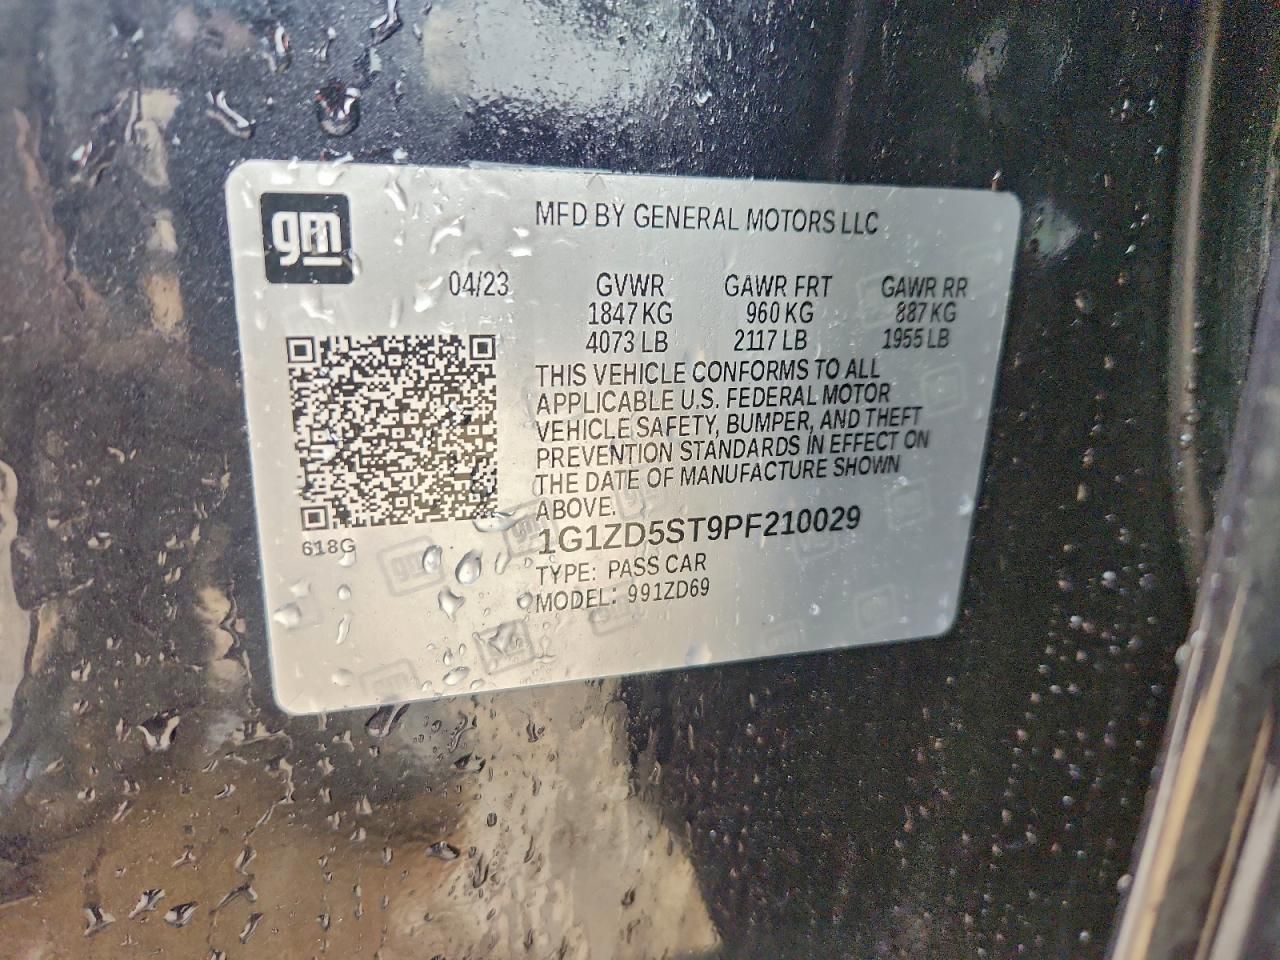 gm
MFD BY GENERAL MOTORS LLC
04/23 GVWR GAWR FRT GAWR RR
1847 KG 960 KG 887 KG
4073 LB 2117 LB 1955 LB
THIS VEHICLE CONFORMS TO ALL
APPLICABLE U.S. FEDERAL MOTOR
VEHICLE SAFETY, BUMPER, AND THEFT
PREVENTION STANDARDS IN EFFECT ON
THE DATE OF MANUFACTURE SHOWN
ABOVE.
618G
1G1ZD5ST9PF210029
TYPE: PASS CAR
MODEL: 991ZD69